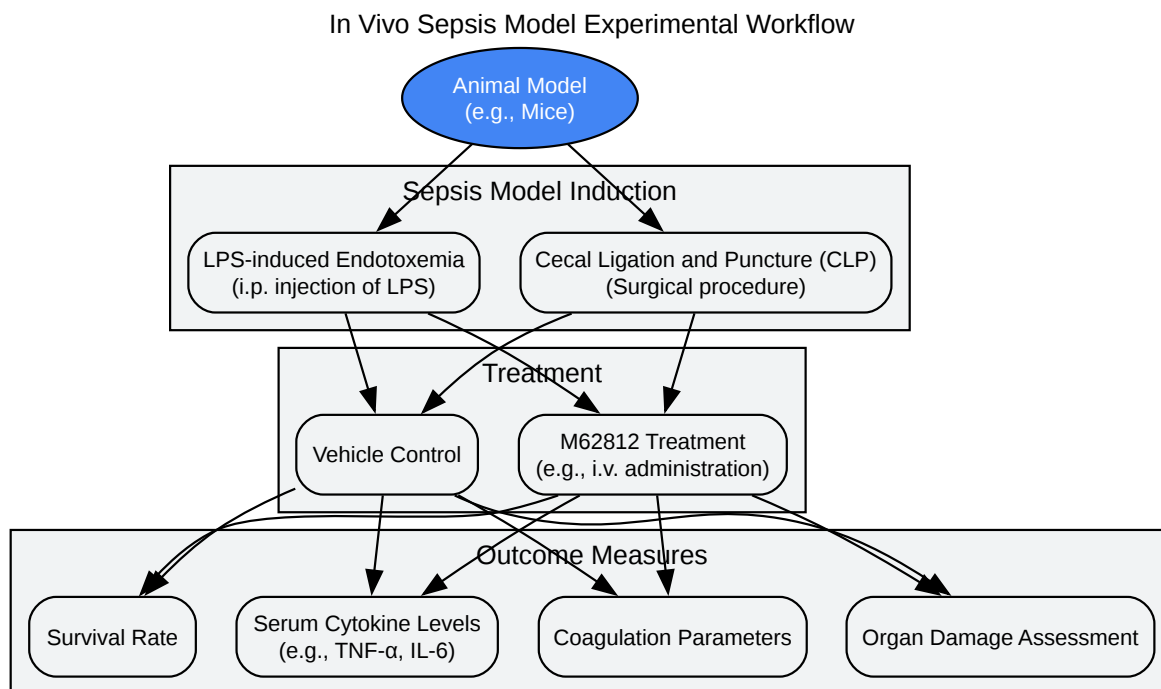 In Vivo Sepsis Model Experimental Workflow
Animal Model
(e.g., Mice)
Sepsis Model Induction
LPS-induced Endotoxemia
(i.p. injection of LPS)
Cecal Ligation and Puncture (CLP)
(Surgical procedure)
Treatment
Vehicle Control
M62812 Treatment
(e.g., i.v. administration)
Outcome Measures
Survival Rate
Serum Cytokine Levels
(e.g., TNF-α, IL-6)
Coagulation Parameters
Organ Damage Assessment